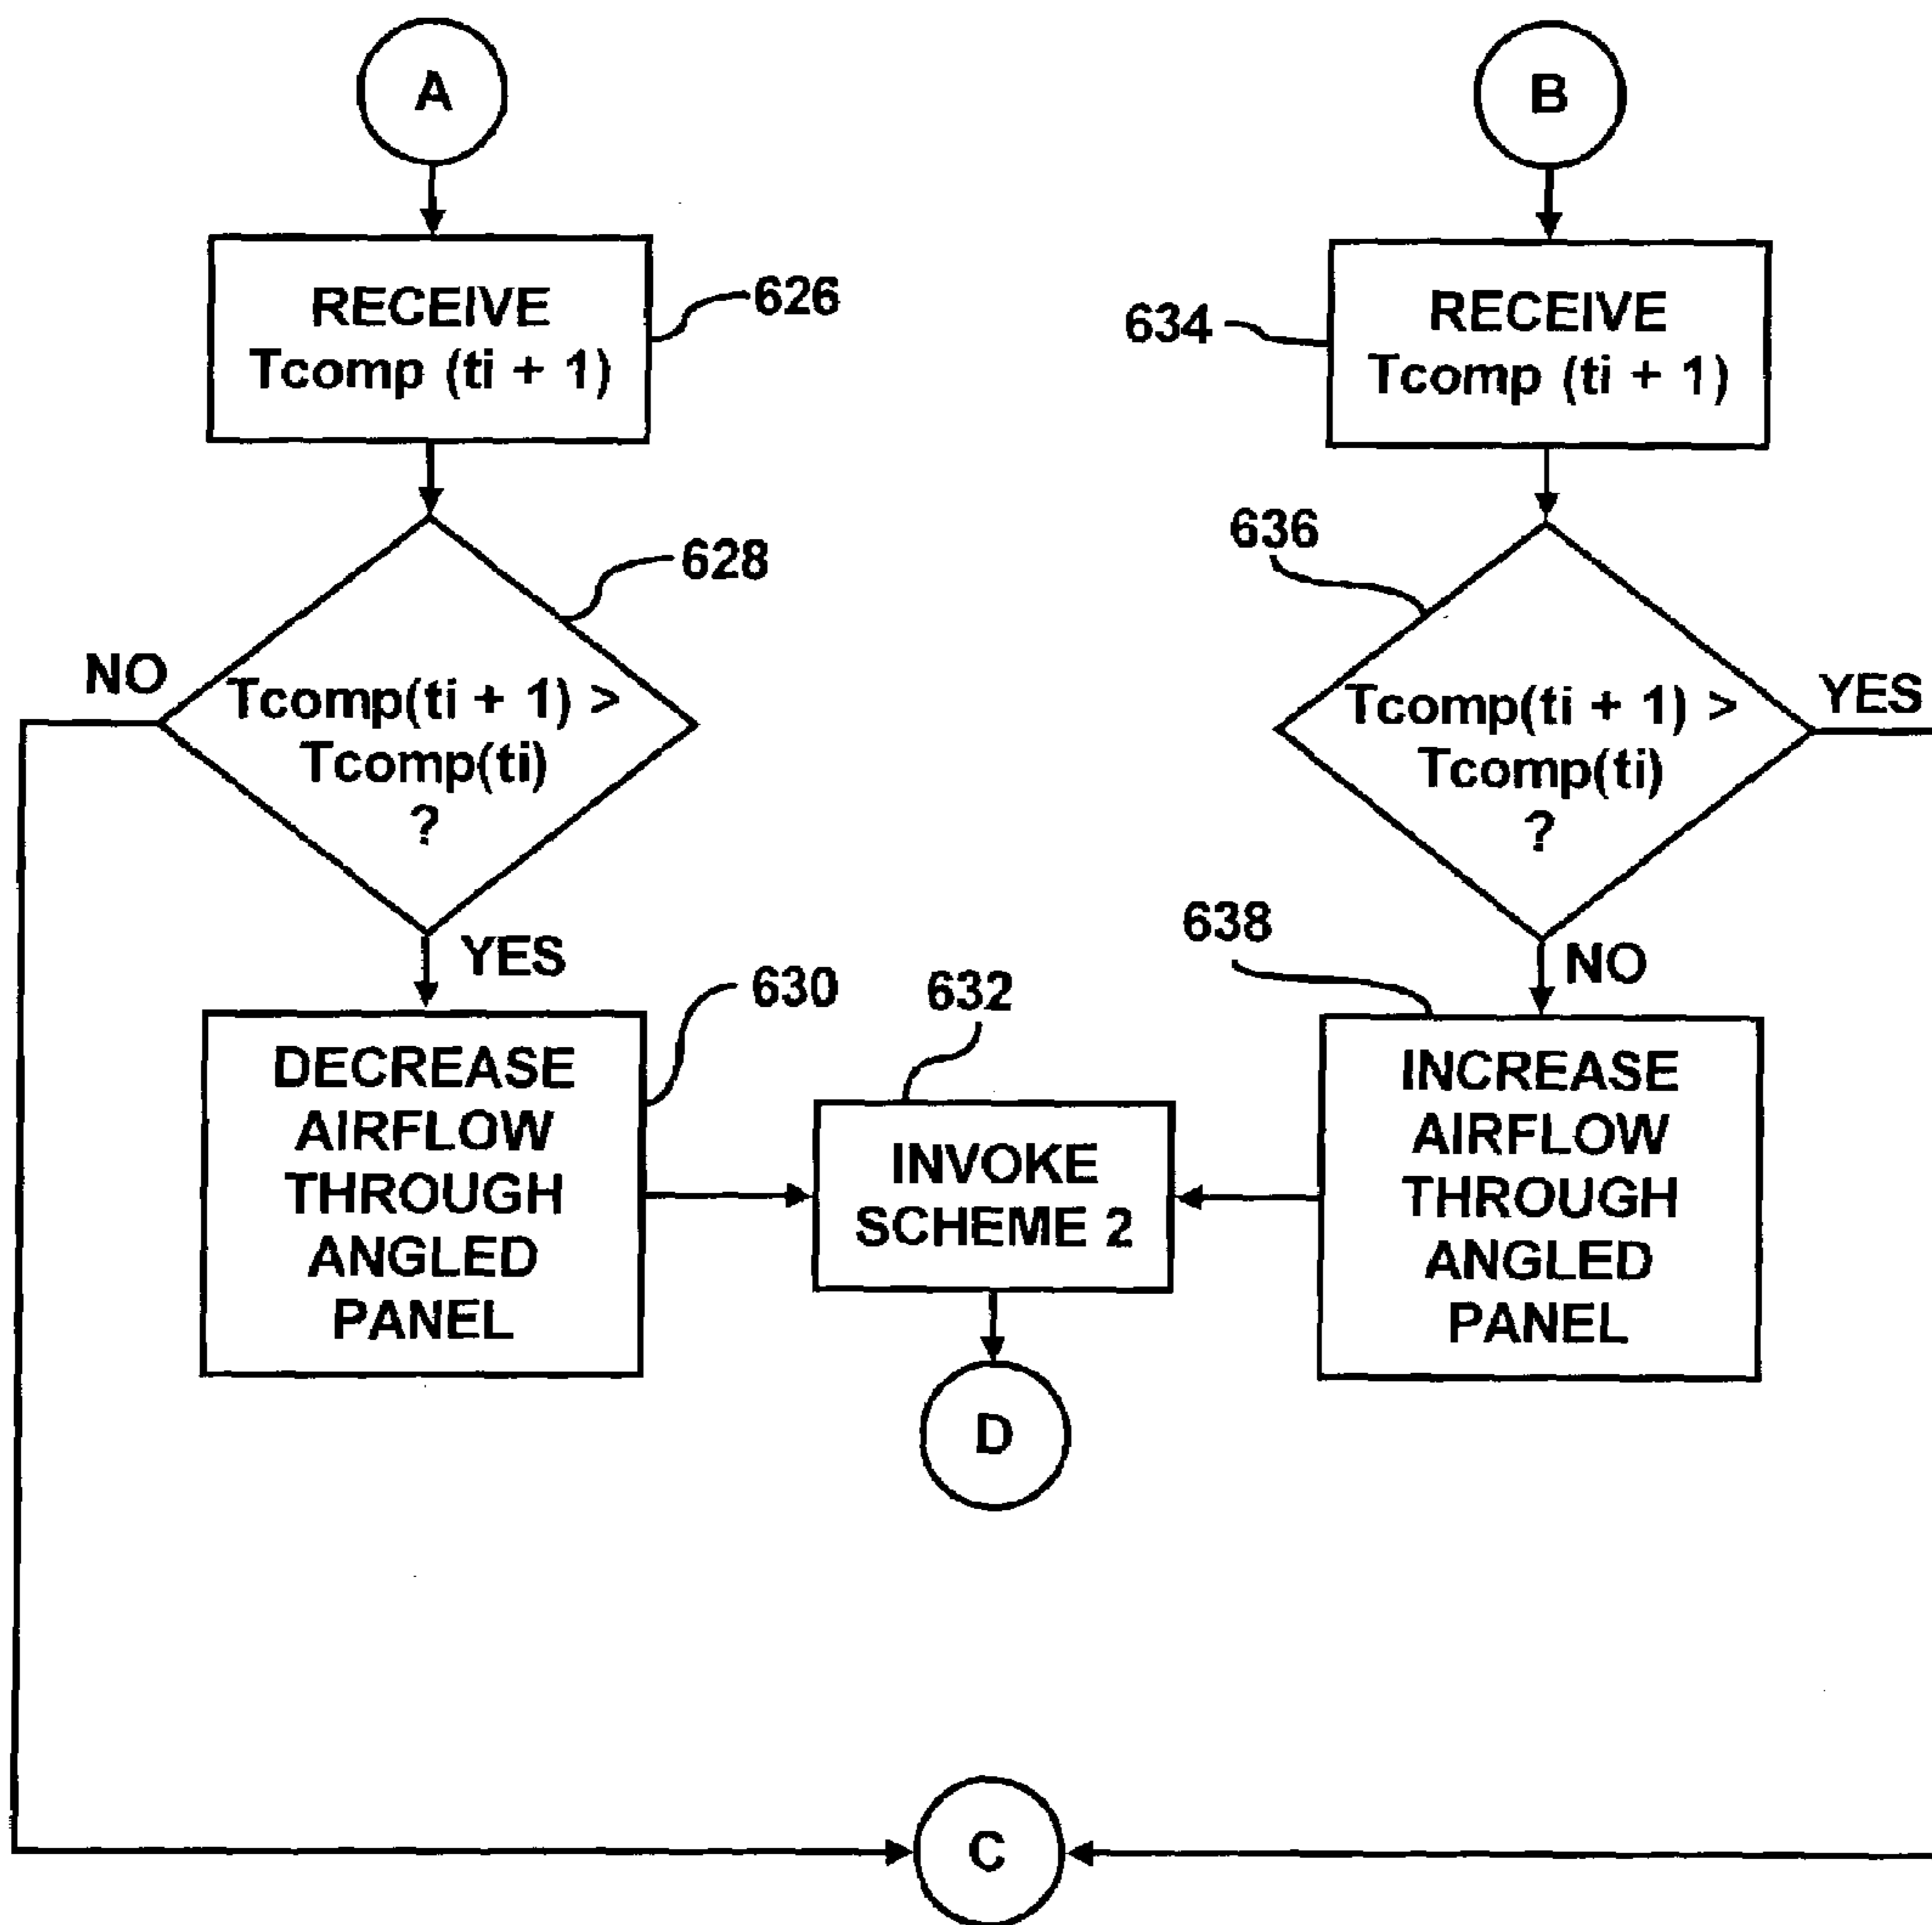 A
RECEIVE
Tcomp (ti + 1)
626
628
NO
Tcomp(ti + 1) >
Tcomp(ti)
?
YES
DECREASE
AIRFLOW
THROUGH
ANGLED
PANEL
630
632
INVOKE
SCHEME 2
D
B
634
RECEIVE
Tcomp (ti + 1)
636
Tcomp(ti + 1) >
Tcomp(ti)
?
YES
NO
638
INCREASE
AIRFLOW
THROUGH
ANGLED
PANEL
C